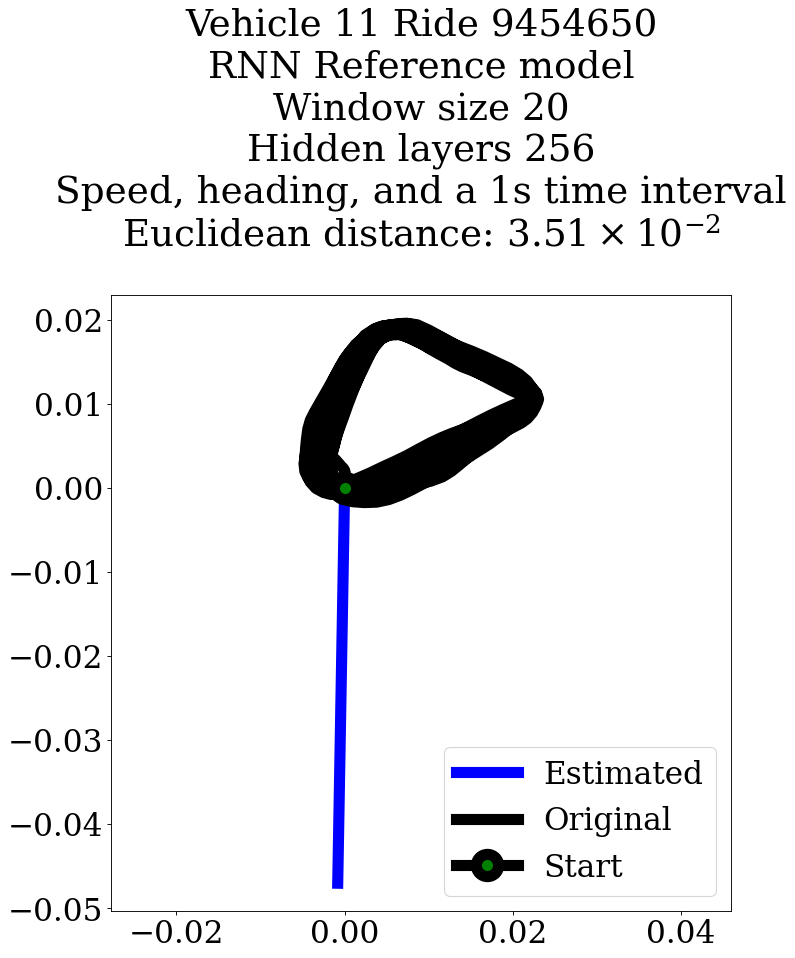 Vehicle 11 Ride 9454650
RNN Reference model
Window size 20
Hidden layers 256
Speed, heading, and a 1s time interval
Euclidean distance: 3.51 × 10⁻²
0.02
0.01
0.00
−0.01
−0.02
−0.03
−0.04
−0.05
Estimated
Original
Start
−0.02 0.00 0.02 0.04